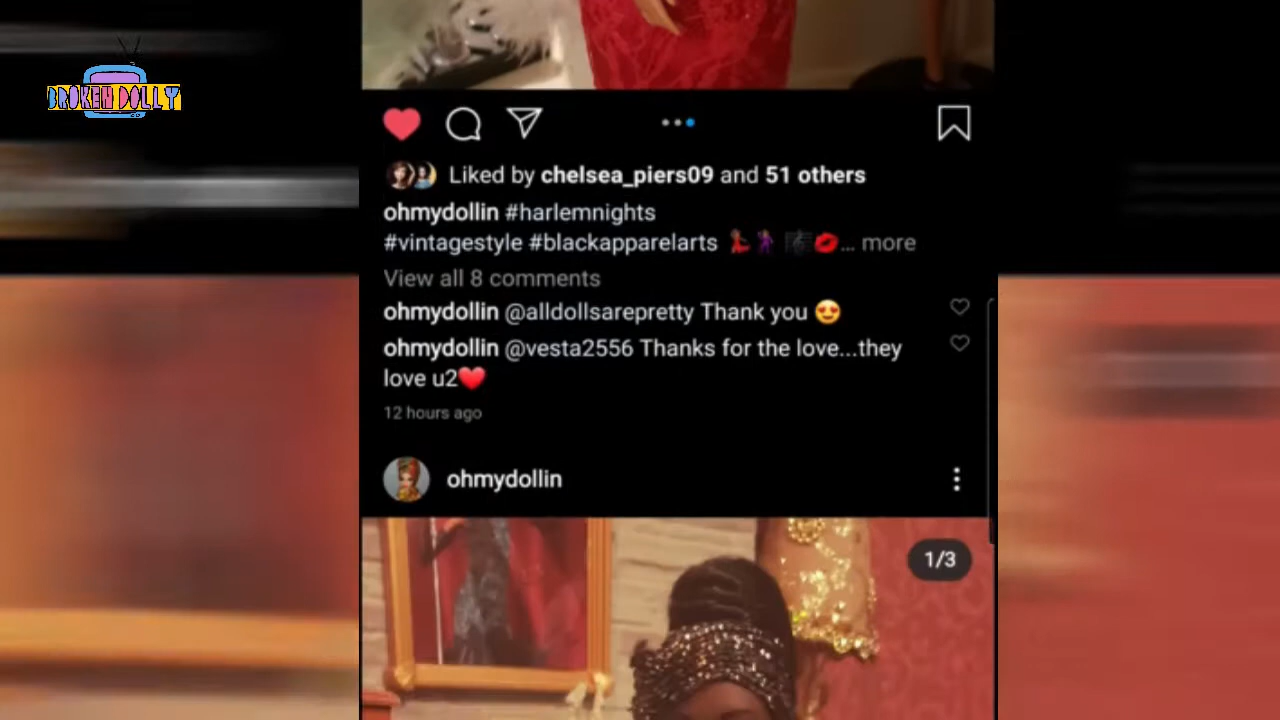 BROKEN DOLLY
Liked by chelsea_piers09 and 51 others
ohmydollin #harlemnights
#vintagestyle #blackapparelarts 💃🕺 🎼💋... more
View all 8 comments
ohmydollin @alldollsarepretty Thank you 😍
ohmydollin @vesta2556 Thanks for the love...they
love u2❤️
12 hours ago
ohmydollin
1/3